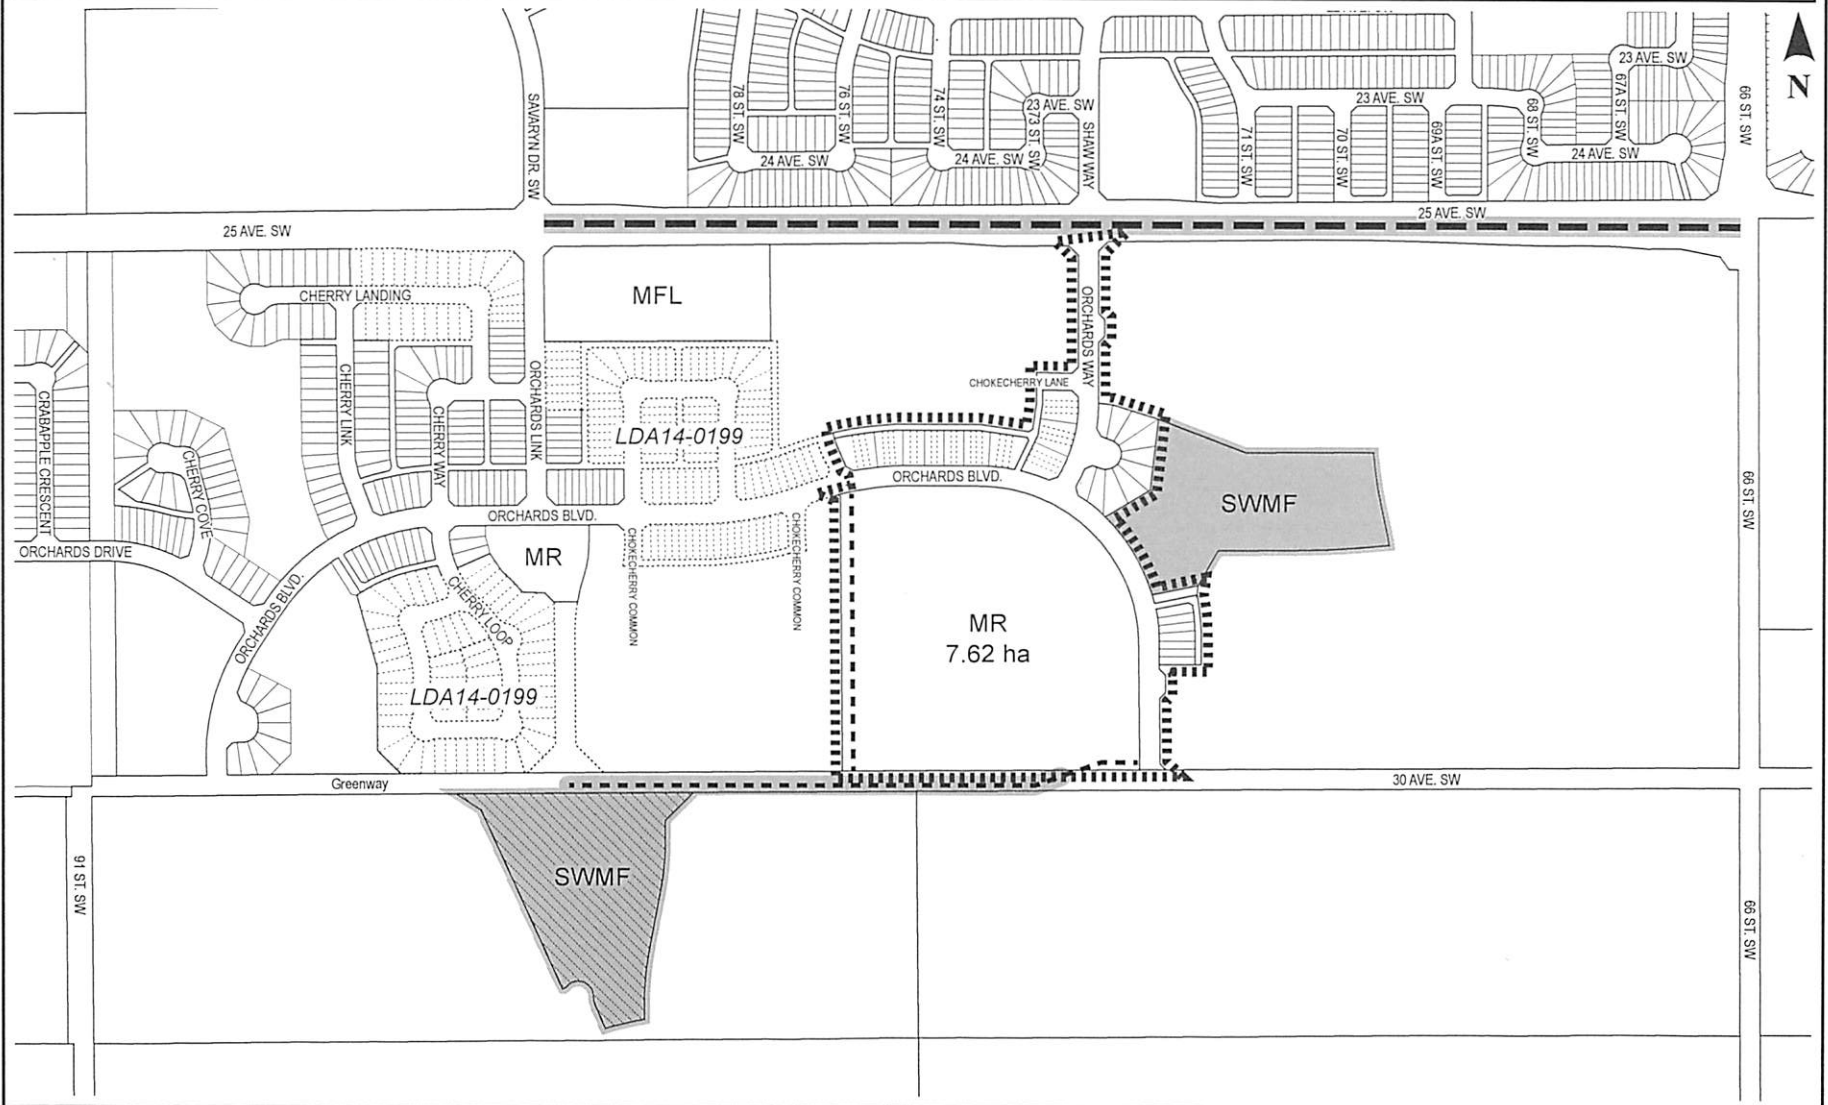 23 AVE. SW
67A ST. SW
66 ST. SW
N
78 ST. SW
76 ST. SW
74 ST. SW
23 AVE. SW
73 ST. SW
SHAW WAY
23 AVE. SW
71 ST. SW
70 ST. SW
69A ST. SW
68 ST. SW
SAVARYN DR. SW
24 AVE. SW
24 AVE. SW
24 AVE. SW
25 AVE. SW
25 AVE. SW
CHERRY LANDING
MFL
ORCHARDS WAY
CHOKECHERRY LANE
CRABAPPLE CRESCENT
CHERRY LINK
CHERRY WAY
ORCHARDS LINK
LDA14-0199
CHERRY COVE
ORCHARDS BLVD.
SWMF
66 ST. SW
ORCHARDS BLVD.
ORCHARDS DRIVE
MR
CHOKECHERRY COMMON
CHOKECHERRY COMMON
ORCHARDS BLVD.
CHERRY LOOP
MR
7.62 ha
LDA14-0199
Greenway
30 AVE. SW
SWMF
91 ST. SW
66 ST. SW